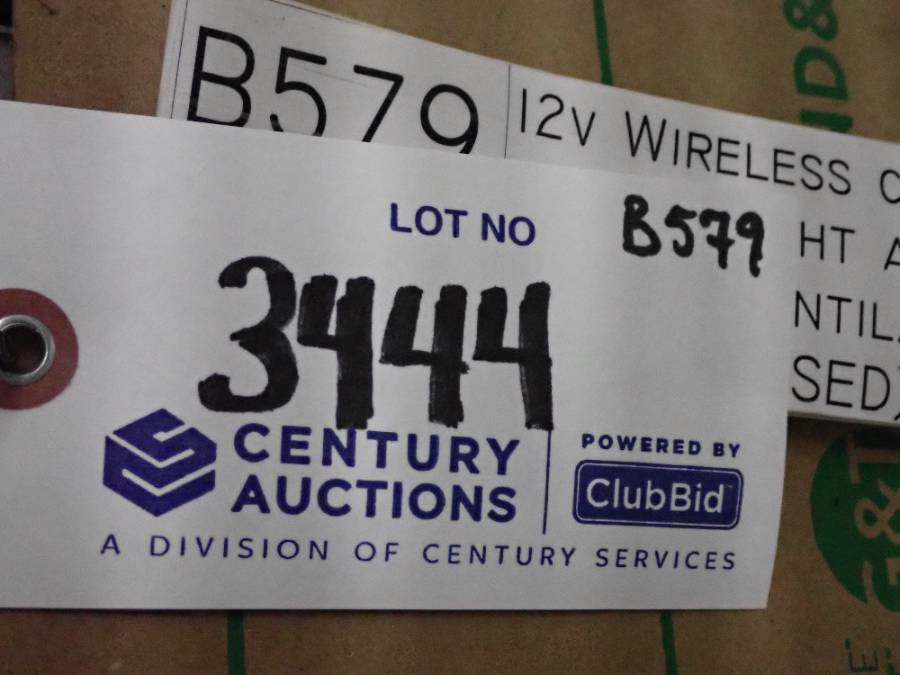 B579
12V WIRELESS
HT
NTIL
SED)
LOT NO
B579
3444
CENTURY
AUCTIONS
POWERED BY
ClubBid
A DIVISION OF CENTURY SERVICES